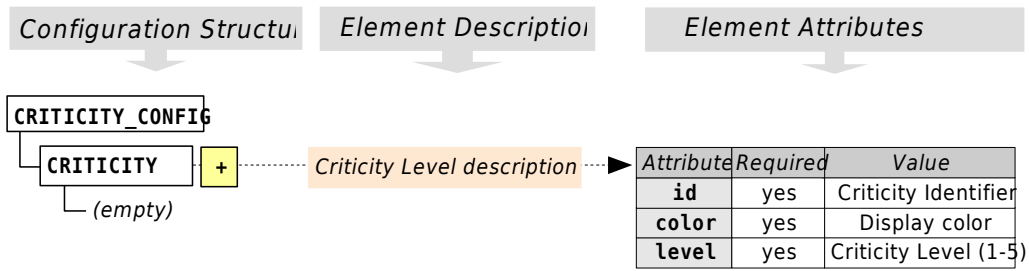 Configuration Structu
Element Description
Element Attributes
CRITICITY_CONFIG
CRITICITY
+
Criticity Level description
(empty)
Attribute Required Value
id yes Criticity Identifier
color yes Display color
level yes Criticity Level (1-5)